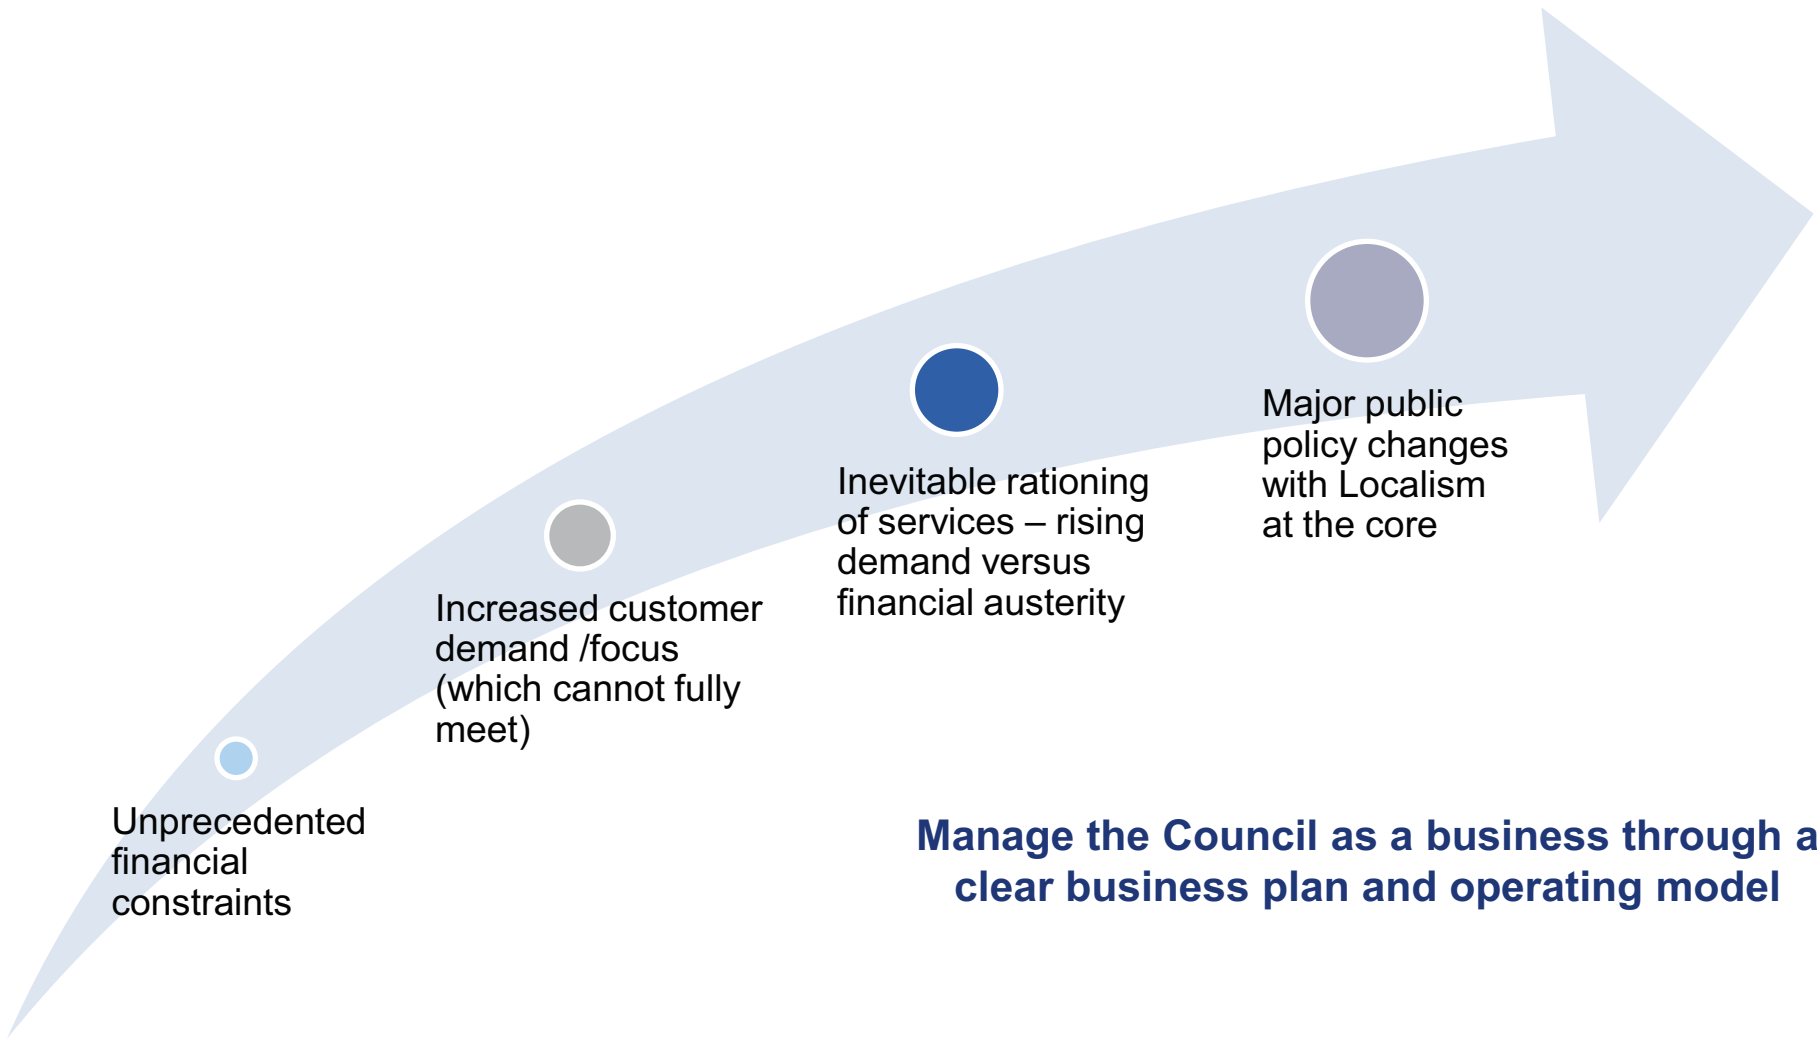 Unprecedented
financial
constraints
Increased customer
demand /focus
(which cannot fully
meet)
Inevitable rationing
of services – rising
demand versus
financial austerity
Major public
policy changes
with Localism
at the core
Manage the Council as a business through a
clear business plan and operating model